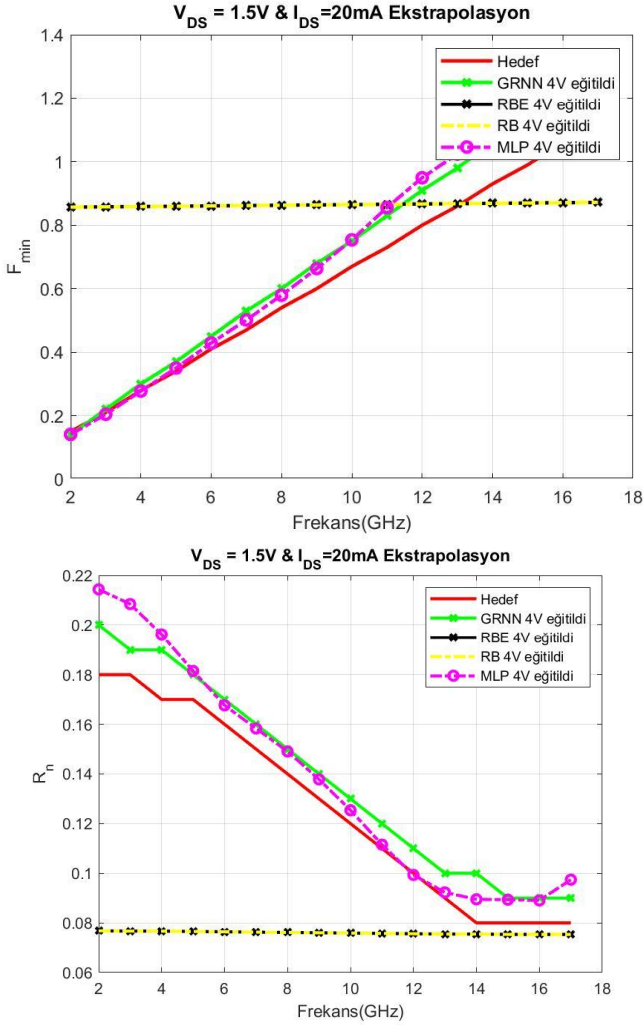 V_DS = 1.5V & I_DS=20mA Ekstrapolasyon
1.4
1.2
1
0.8
0.6
0.4
0.2
0
F_min
2 4 6 8 10 12 14 16 18
Frekans(GHz)
Hedef
GRNN 4V eğitildi
RBE 4V eğitildi
RB 4V eğitildi
MLP 4V eğitildi
V_DS = 1.5V & I_DS=20mA Ekstrapolasyon
0.22
0.2
0.18
0.16
0.14
0.12
0.1
0.08
0.06
R_n
2 4 6 8 10 12 14 16 18
Frekans(GHz)
Hedef
GRNN 4V eğitildi
RBE 4V eğitildi
RB 4V eğitildi
MLP 4V eğitildi